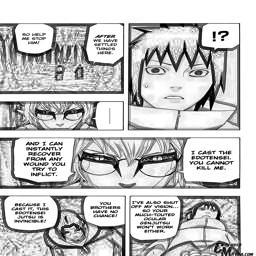 SO HELP
ME STOP
HIM!
AFTER
WE HAVE
SETTLED
THINGS
HERE.
!?
AND I CAN
INSTANTLY
RECOVER
FROM ANY
WOUND YOU
TRY TO
INFLICT.
I CAST THE
EDOTENSEI.
YOU CANNOT
KILL ME.
BECAUSE I
CAST IT, THE
EDOTENSEI
JUTSU IS
INVINCIBLE!
YOU
BROTHERS
HAVE NO
CHANCE!
I'VE ALSO SHUT
OFF MY VISION...
SO YOUR
MUCH-TOUTED
OCULAR
GENJUTSU
WON'T WORK
EITHER.